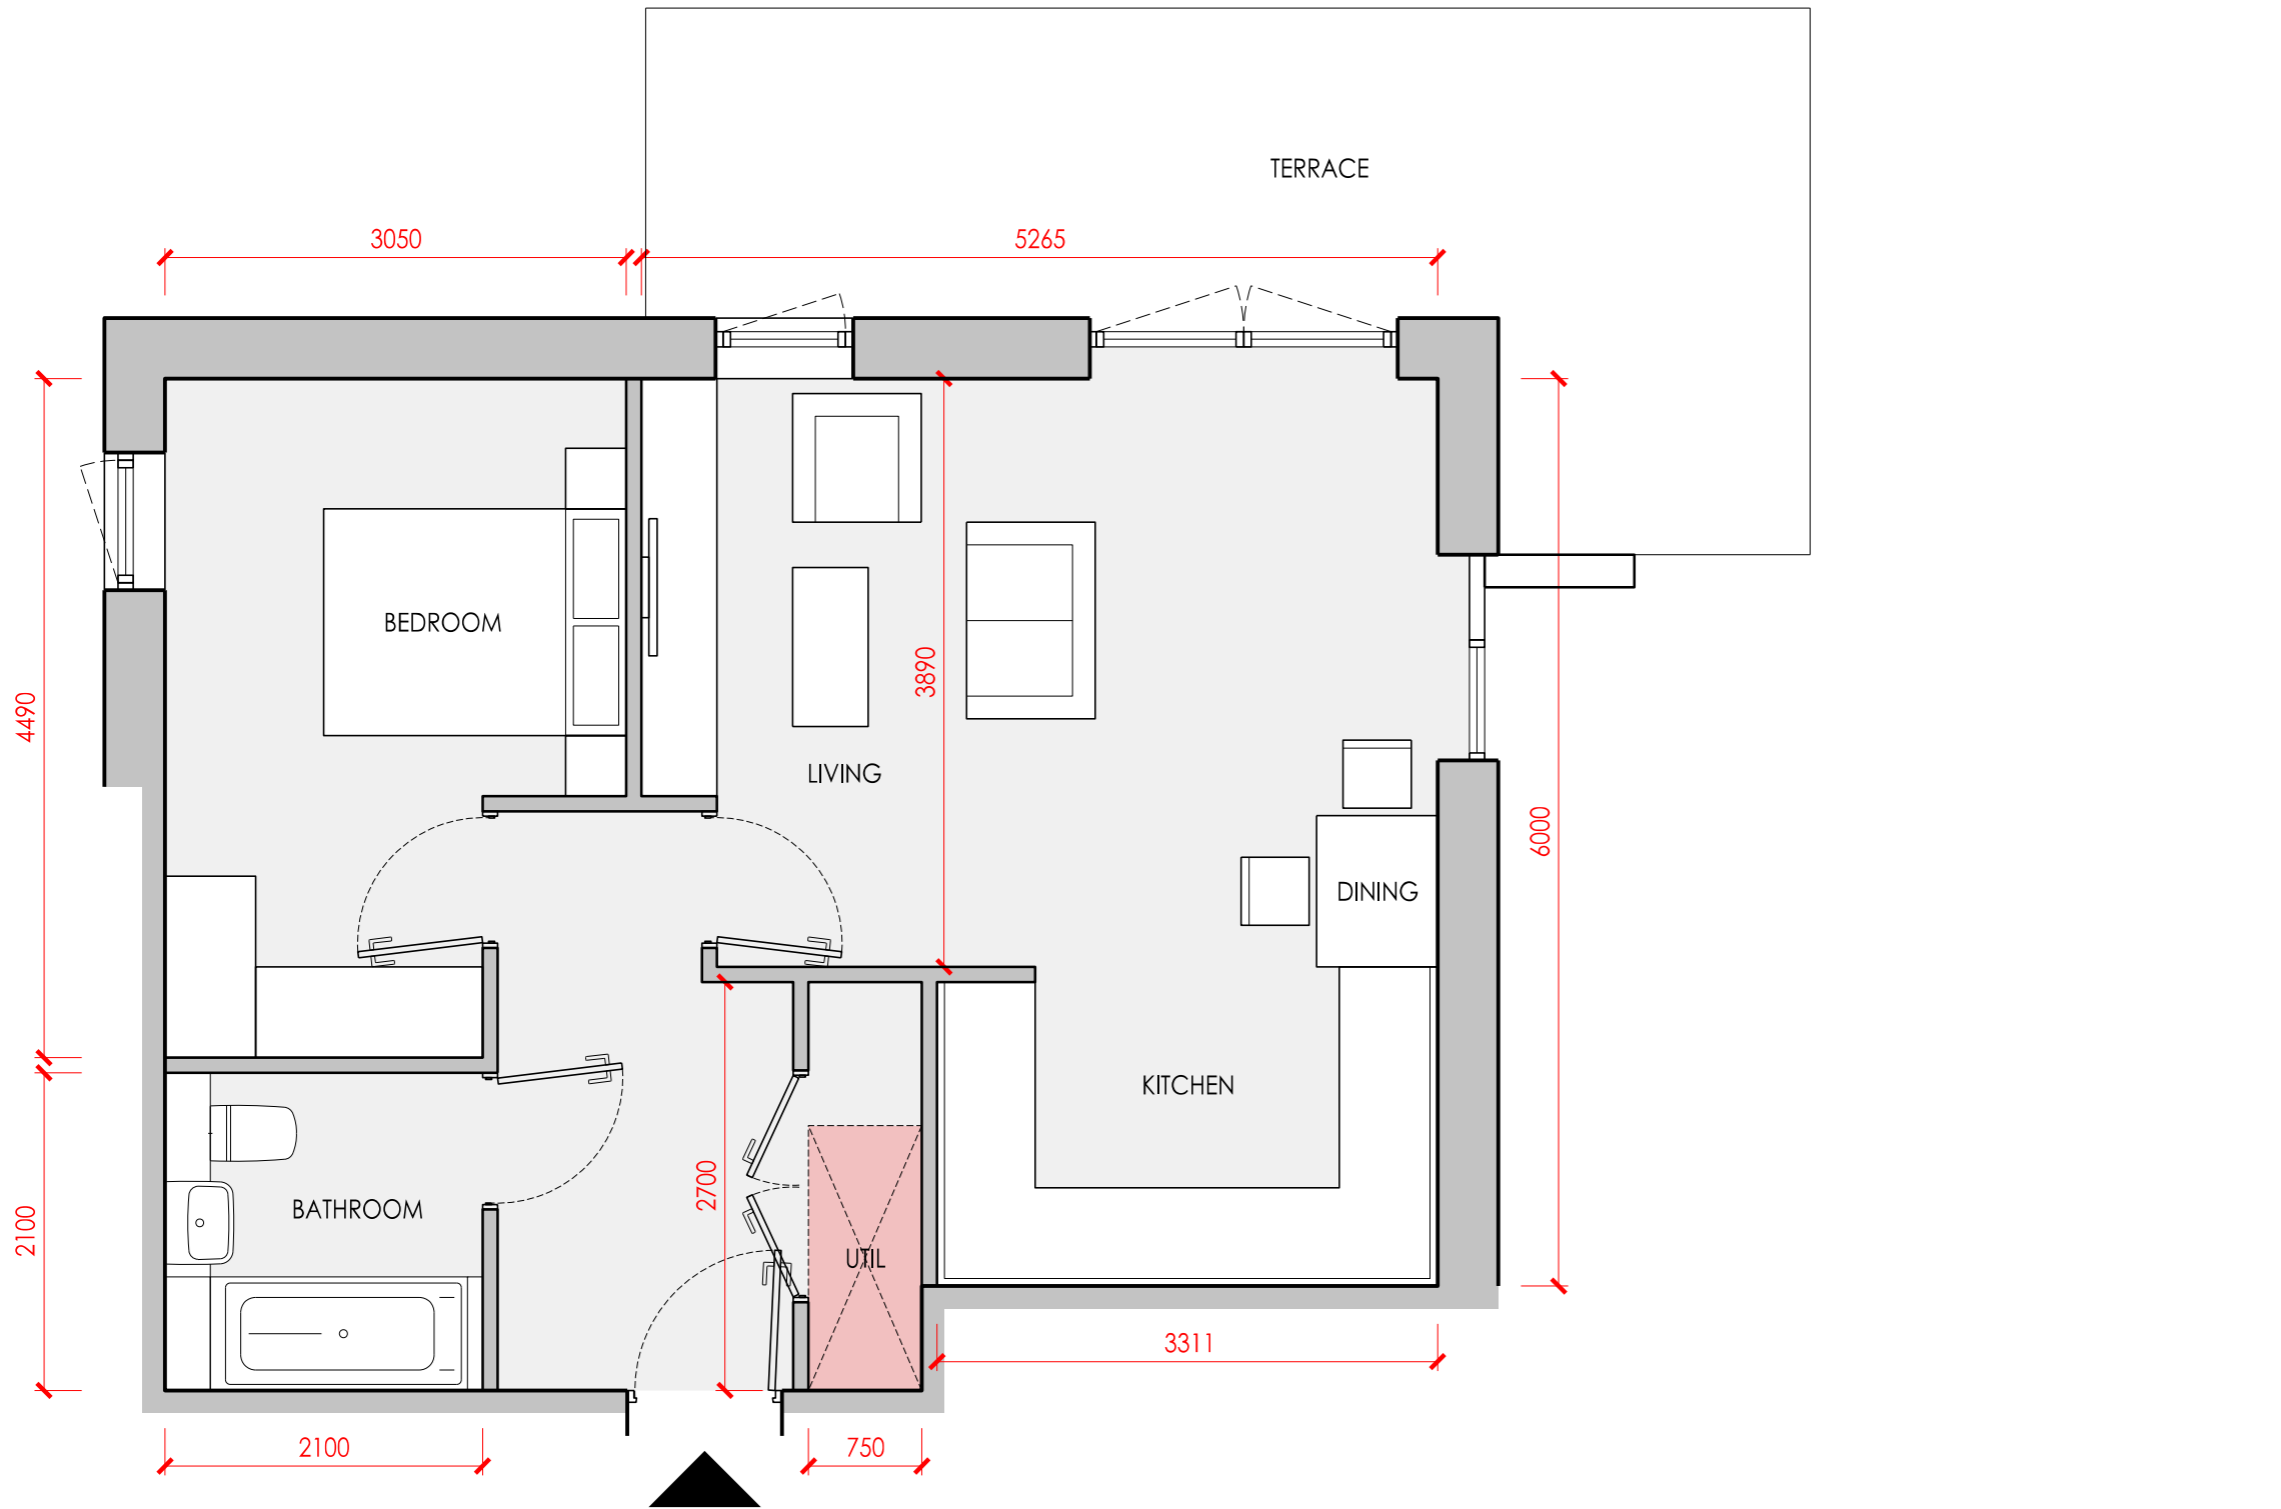 TERRACE
3050
5265
BEDROOM
3890
4490
LIVING
6000
DINING
KITCHEN
2700
2100
BATHROOM
UTIL
3311
2100
750